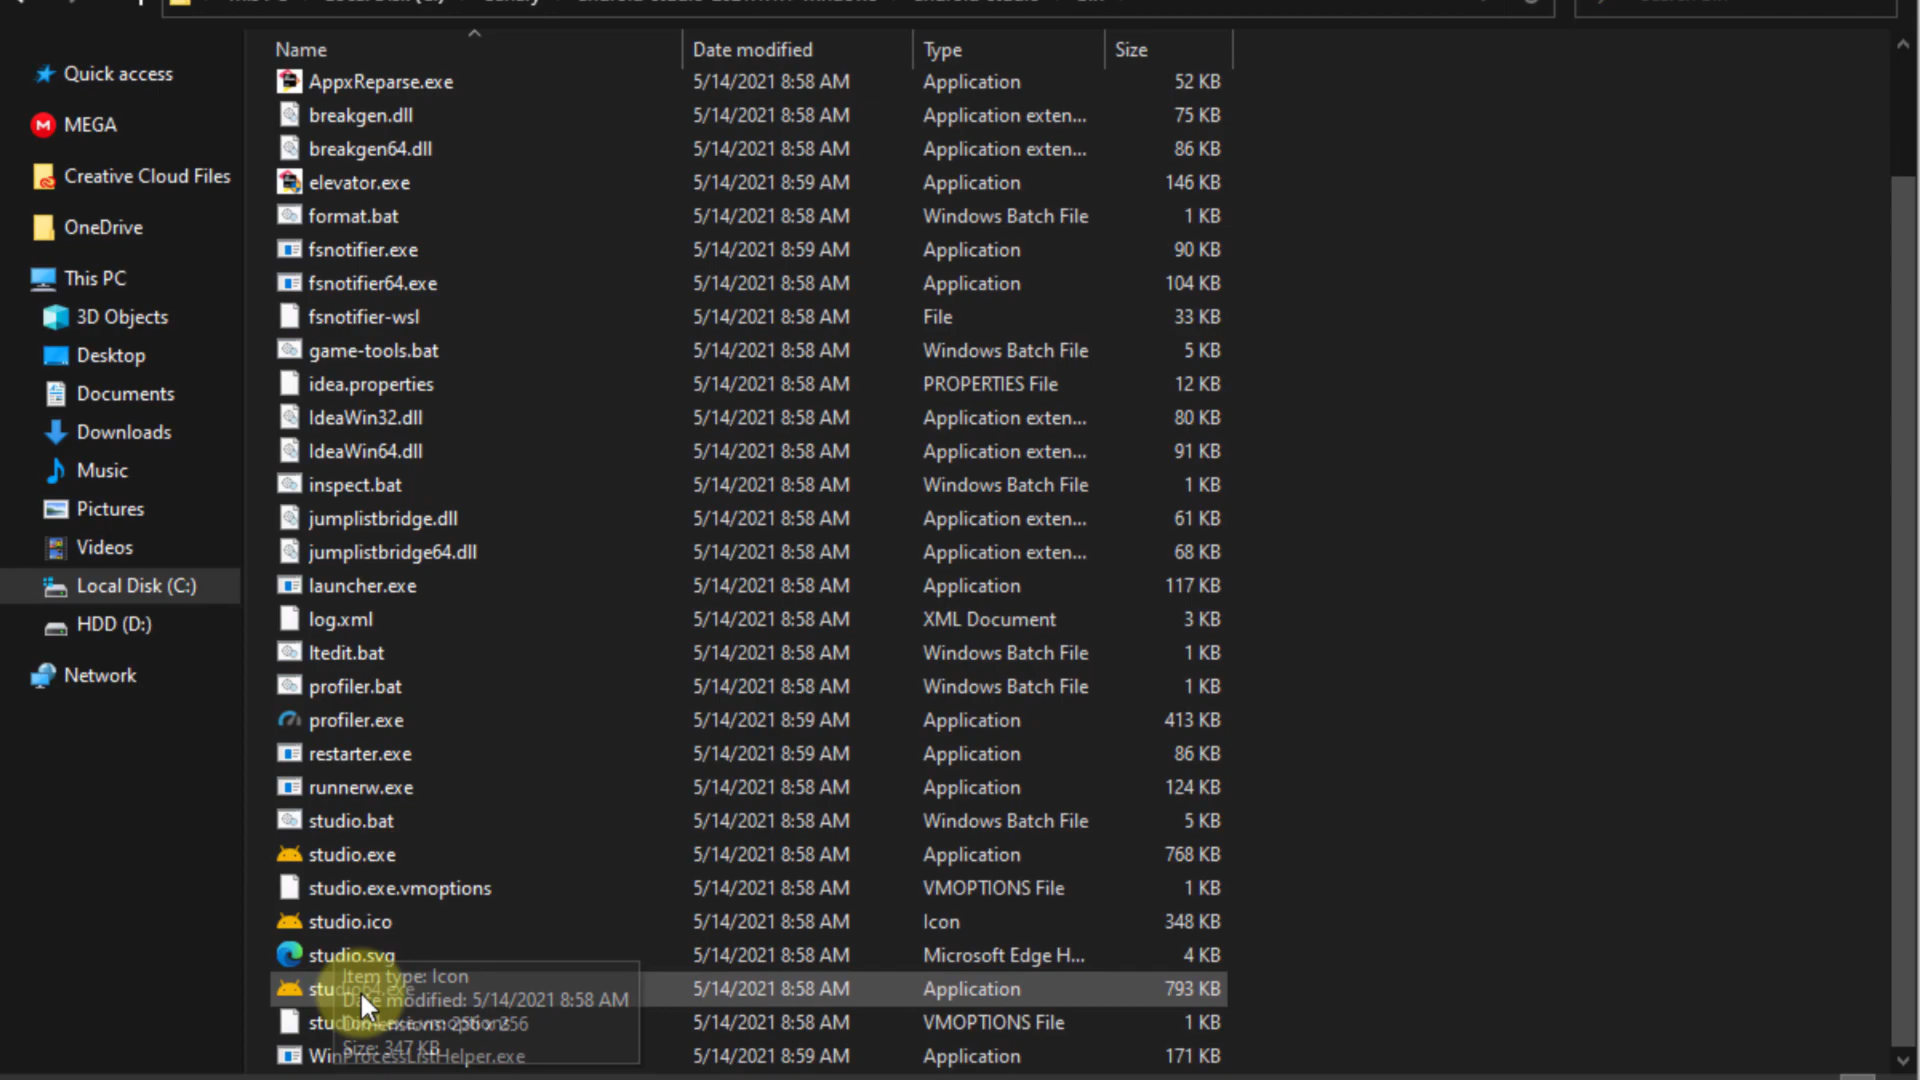 Name Date modified Type Size
Quick access
MEGA
Creative Cloud Files
OneDrive
This PC
3D Objects
Desktop
Documents
Downloads
Music
Pictures
Videos
Local Disk (C:)
HDD (D:)
Network
AppxReparse.exe 5/14/2021 8:58 AM Application 52 KB
breakgen.dll 5/14/2021 8:58 AM Application exten... 75 KB
breakgen64.dll 5/14/2021 8:58 AM Application exten... 86 KB
elevator.exe 5/14/2021 8:59 AM Application 146 KB
format.bat 5/14/2021 8:58 AM Windows Batch File 1 KB
fsnotifier.exe 5/14/2021 8:59 AM Application 90 KB
fsnotifier64.exe 5/14/2021 8:58 AM Application 104 KB
fsnotifier-wsl 5/14/2021 8:58 AM File 33 KB
game-tools.bat 5/14/2021 8:58 AM Windows Batch File 5 KB
idea.properties 5/14/2021 8:58 AM PROPERTIES File 12 KB
IdeaWin32.dll 5/14/2021 8:58 AM Application exten... 80 KB
IdeaWin64.dll 5/14/2021 8:58 AM Application exten... 91 KB
inspect.bat 5/14/2021 8:58 AM Windows Batch File 1 KB
jumplistbridge.dll 5/14/2021 8:58 AM Application exten... 61 KB
jumplistbridge64.dll 5/14/2021 8:58 AM Application exten... 68 KB
launcher.exe 5/14/2021 8:58 AM Application 117 KB
log.xml 5/14/2021 8:58 AM XML Document 3 KB
ltedit.bat 5/14/2021 8:58 AM Windows Batch File 1 KB
profiler.bat 5/14/2021 8:58 AM Windows Batch File 1 KB
profiler.exe 5/14/2021 8:59 AM Application 413 KB
restarter.exe 5/14/2021 8:59 AM Application 86 KB
runnerw.exe 5/14/2021 8:58 AM Application 124 KB
studio.bat 5/14/2021 8:58 AM Windows Batch File 5 KB
studio.exe 5/14/2021 8:58 AM Application 768 KB
studio.exe.vmoptions 5/14/2021 8:58 AM VMOPTIONS File 1 KB
studio.ico 5/14/2021 8:58 AM Icon 348 KB
studio.svg 5/14/2021 8:58 AM Microsoft Edge H... 4 KB
studio64.exe 5/14/2021 8:58 AM Application 793 KB
5/14/2021 8:58 AM VMOPTIONS File 1 KB
WinProcessListHelper.exe 5/14/2021 8:59 AM Application 171 KB
Item type: Icon
Date modified: 5/14/2021 8:58 AM
Dimensions: 256 x 256
Size: 347 KB